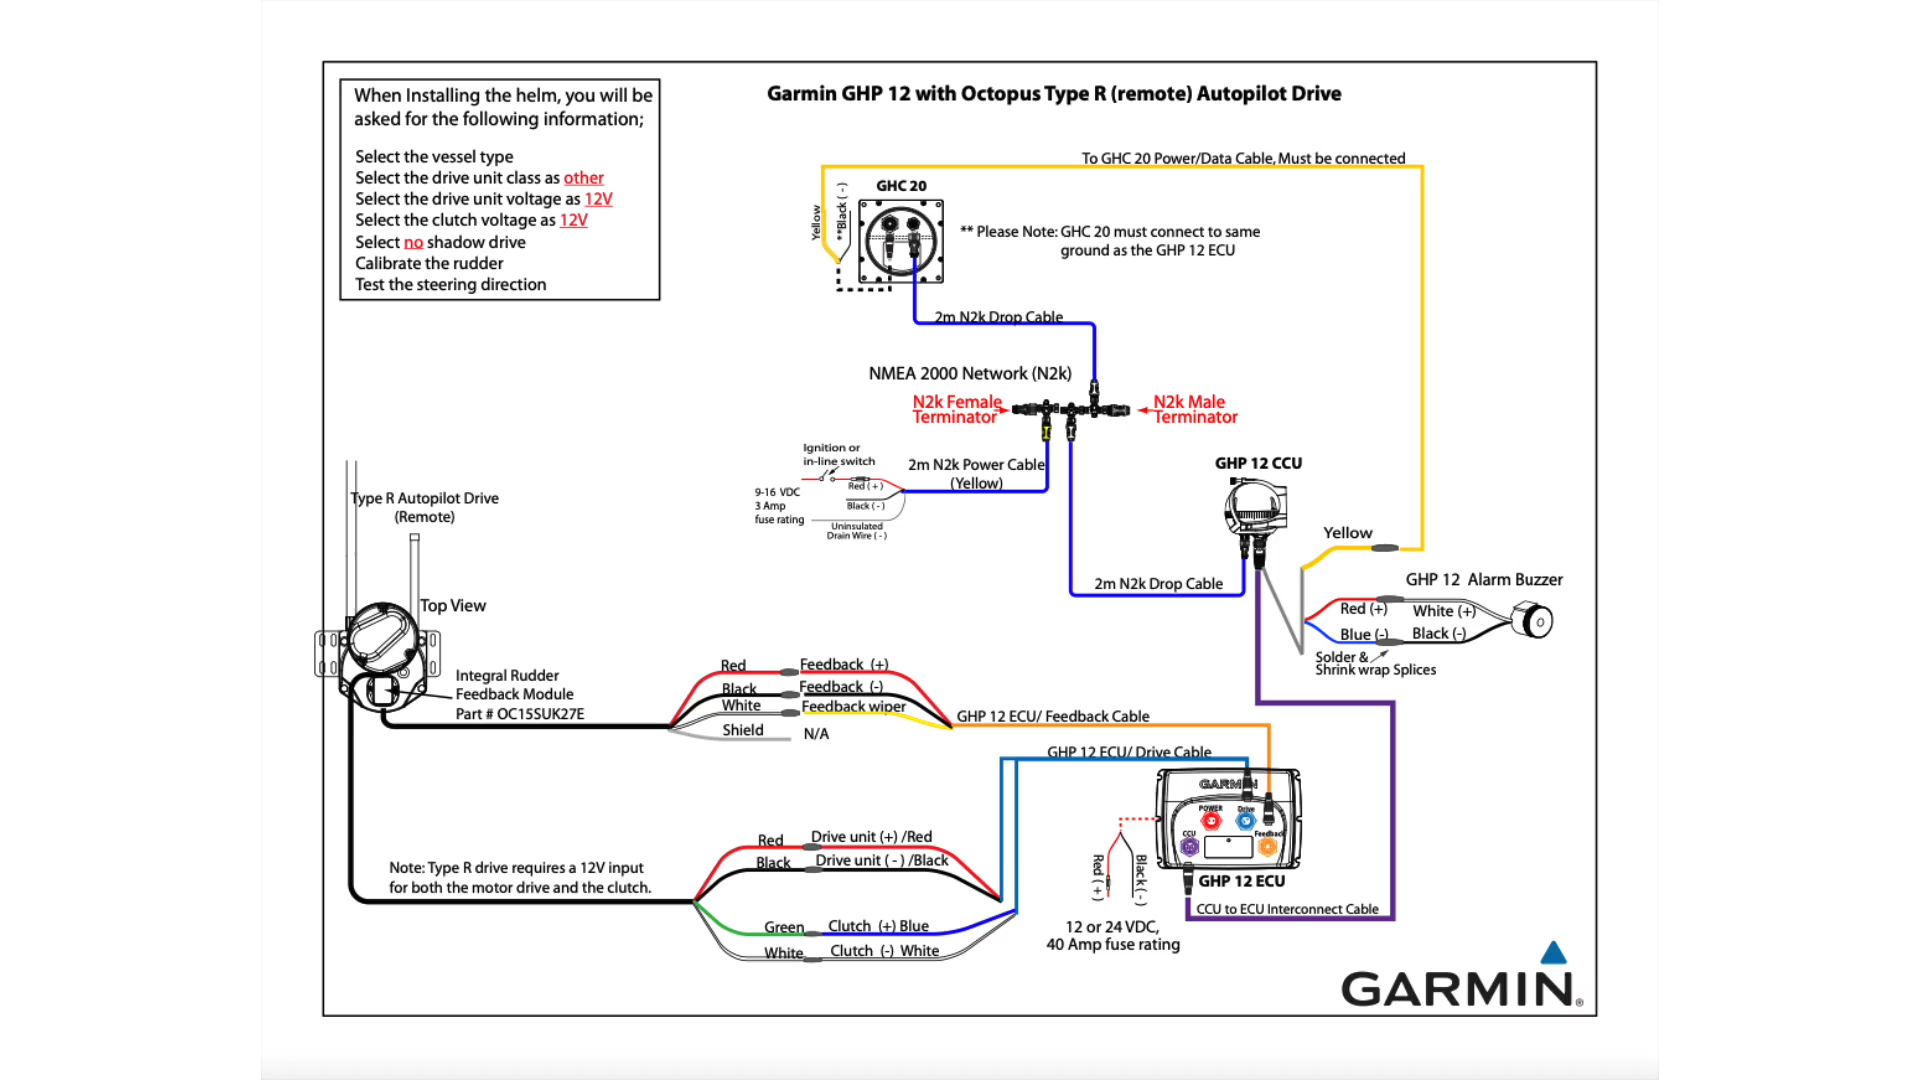 When Installing the helm, you will be
asked for the following information;
Select the vessel type
Select the drive unit class as other
Select the drive unit voltage as 12V
Select the clutch voltage as 12V
Select no shadow drive
Calibrate the rudder
Test the steering direction
Garmin GHP 12 with Octopus Type R (remote) Autopilot Drive
To GHC 20 Power/Data Cable, Must be connected
GHC 20
Yellow
**Black ( - )
** Please Note: GHC 20 must connect to same
ground as the GHP 12 ECU
2m N2k Drop Cable
NMEA 2000 Network (N2k)
N2k Female
Terminator
N2k Male
Terminator
Ignition or
in-line switch
2m N2k Power Cable
(Yellow)
Red ( + )
9-16 VDC
3 Amp
fuse rating
Black ( - )
Uninsulated
Drain Wire ( - )
GHP 12 CCU
Yellow
2m N2k Drop Cable
GHP 12 Alarm Buzzer
Red (+)
White (+)
Blue (-)
Black (-)
Solder &
Shrink wrap Splices
Type R Autopilot Drive
(Remote)
Top View
Integral Rudder
Feedback Module
Part # OC15SUK27E
Red
Feedback (+)
Black
Feedback (-)
White
Feedback wiper
Shield
N/A
GHP 12 ECU/ Feedback Cable
GHP 12 ECU/ Drive Cable
GARMIN
POWER
Drive
CCU
Feedback
GHP 12 ECU
Red ( + )
Black ( - )
CCU to ECU Interconnect Cable
12 or 24 VDC,
40 Amp fuse rating
Note: Type R drive requires a 12V input
for both the motor drive and the clutch.
Red
Drive unit (+) /Red
Black
Drive unit ( - ) /Black
Green
Clutch (+) Blue
White
Clutch (-) White
GARMIN®